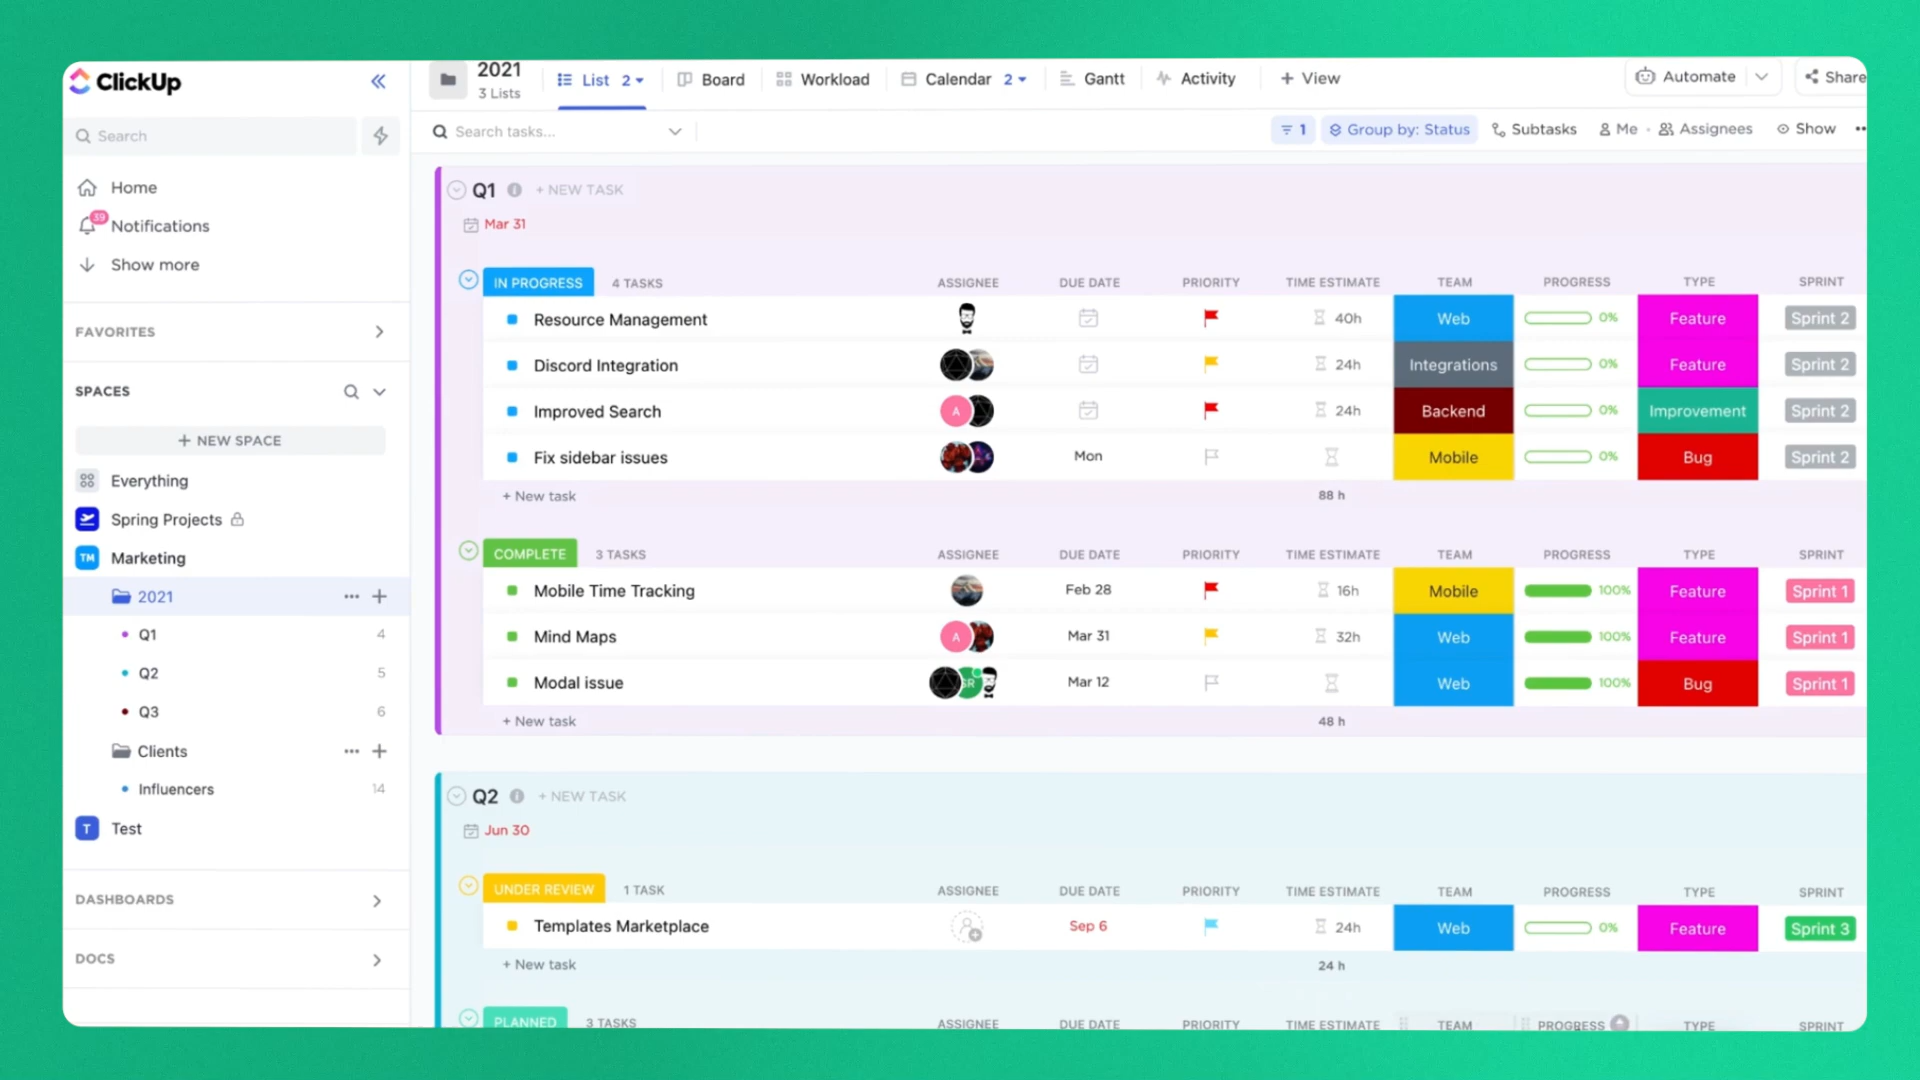 ClickUp
Search
Home
39
Notifications
Show more
FAVORITES
SPACES
+ NEW SPACE
Everything
Spring Projects
TM Marketing
2021
Q1 4
Q2 5
Q3 6
Clients
Influencers 14
T Test
DASHBOARDS
DOCS
2021
3 Lists
List 2 Board Workload Calendar 2 Gantt Activity + View Automate Share
Search tasks... 1 Group by: Status Subtasks Me Assignees Show
Q1 + NEW TASK
Mar 31
IN PROGRESS 4 TASKS ASSIGNEE DUE DATE PRIORITY TIME ESTIMATE TEAM PROGRESS TYPE SPRINT
Resource Management 40h Web 0% Feature Sprint 2
Discord Integration 24h Integrations 0% Feature Sprint 2
Improved Search A 24h Backend 0% Improvement Sprint 2
Fix sidebar issues Mon Mobile 0% Bug Sprint 2
+ New task 88 h
COMPLETE 3 TASKS ASSIGNEE DUE DATE PRIORITY TIME ESTIMATE TEAM PROGRESS TYPE SPRINT
Mobile Time Tracking Feb 28 16h Mobile 100% Feature Sprint 1
Mind Maps A Mar 31 32h Web 100% Feature Sprint 1
Modal issue SR Mar 12 Web 100% Bug Sprint 1
+ New task 48 h
Q2 + NEW TASK
Jun 30
UNDER REVIEW 1 TASK ASSIGNEE DUE DATE PRIORITY TIME ESTIMATE TEAM PROGRESS TYPE SPRINT
Templates Marketplace Sep 6 24h Web 0% Feature Sprint 3
+ New task 24 h
PLANNED 3 TASKS ASSIGNEE DUE DATE PRIORITY TIME ESTIMATE TEAM PROGRESS TYPE SPRINT